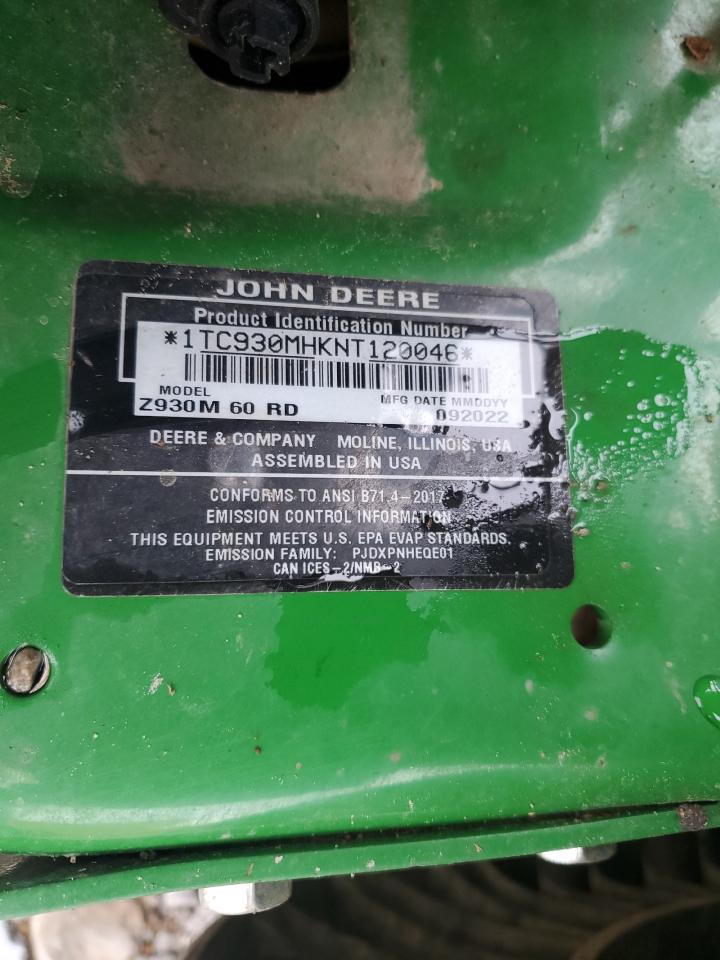 JOHN DEERE
Product Identification Number
*1TC930MHKNT120046*
MODEL MFG DATE MMDDYY
Z930M 60 RD 092022
DEERE & COMPANY MOLINE, ILLINOIS, USA
ASSEMBLED IN USA
CONFORMS TO ANSI B71.4-2017
EMISSION CONTROL INFORMATION
THIS EQUIPMENT MEETS U.S. EPA EVAP STANDARDS.
EMISSION FAMILY: PJDXPNHEQE01
CAN ICES-2/NMB-2